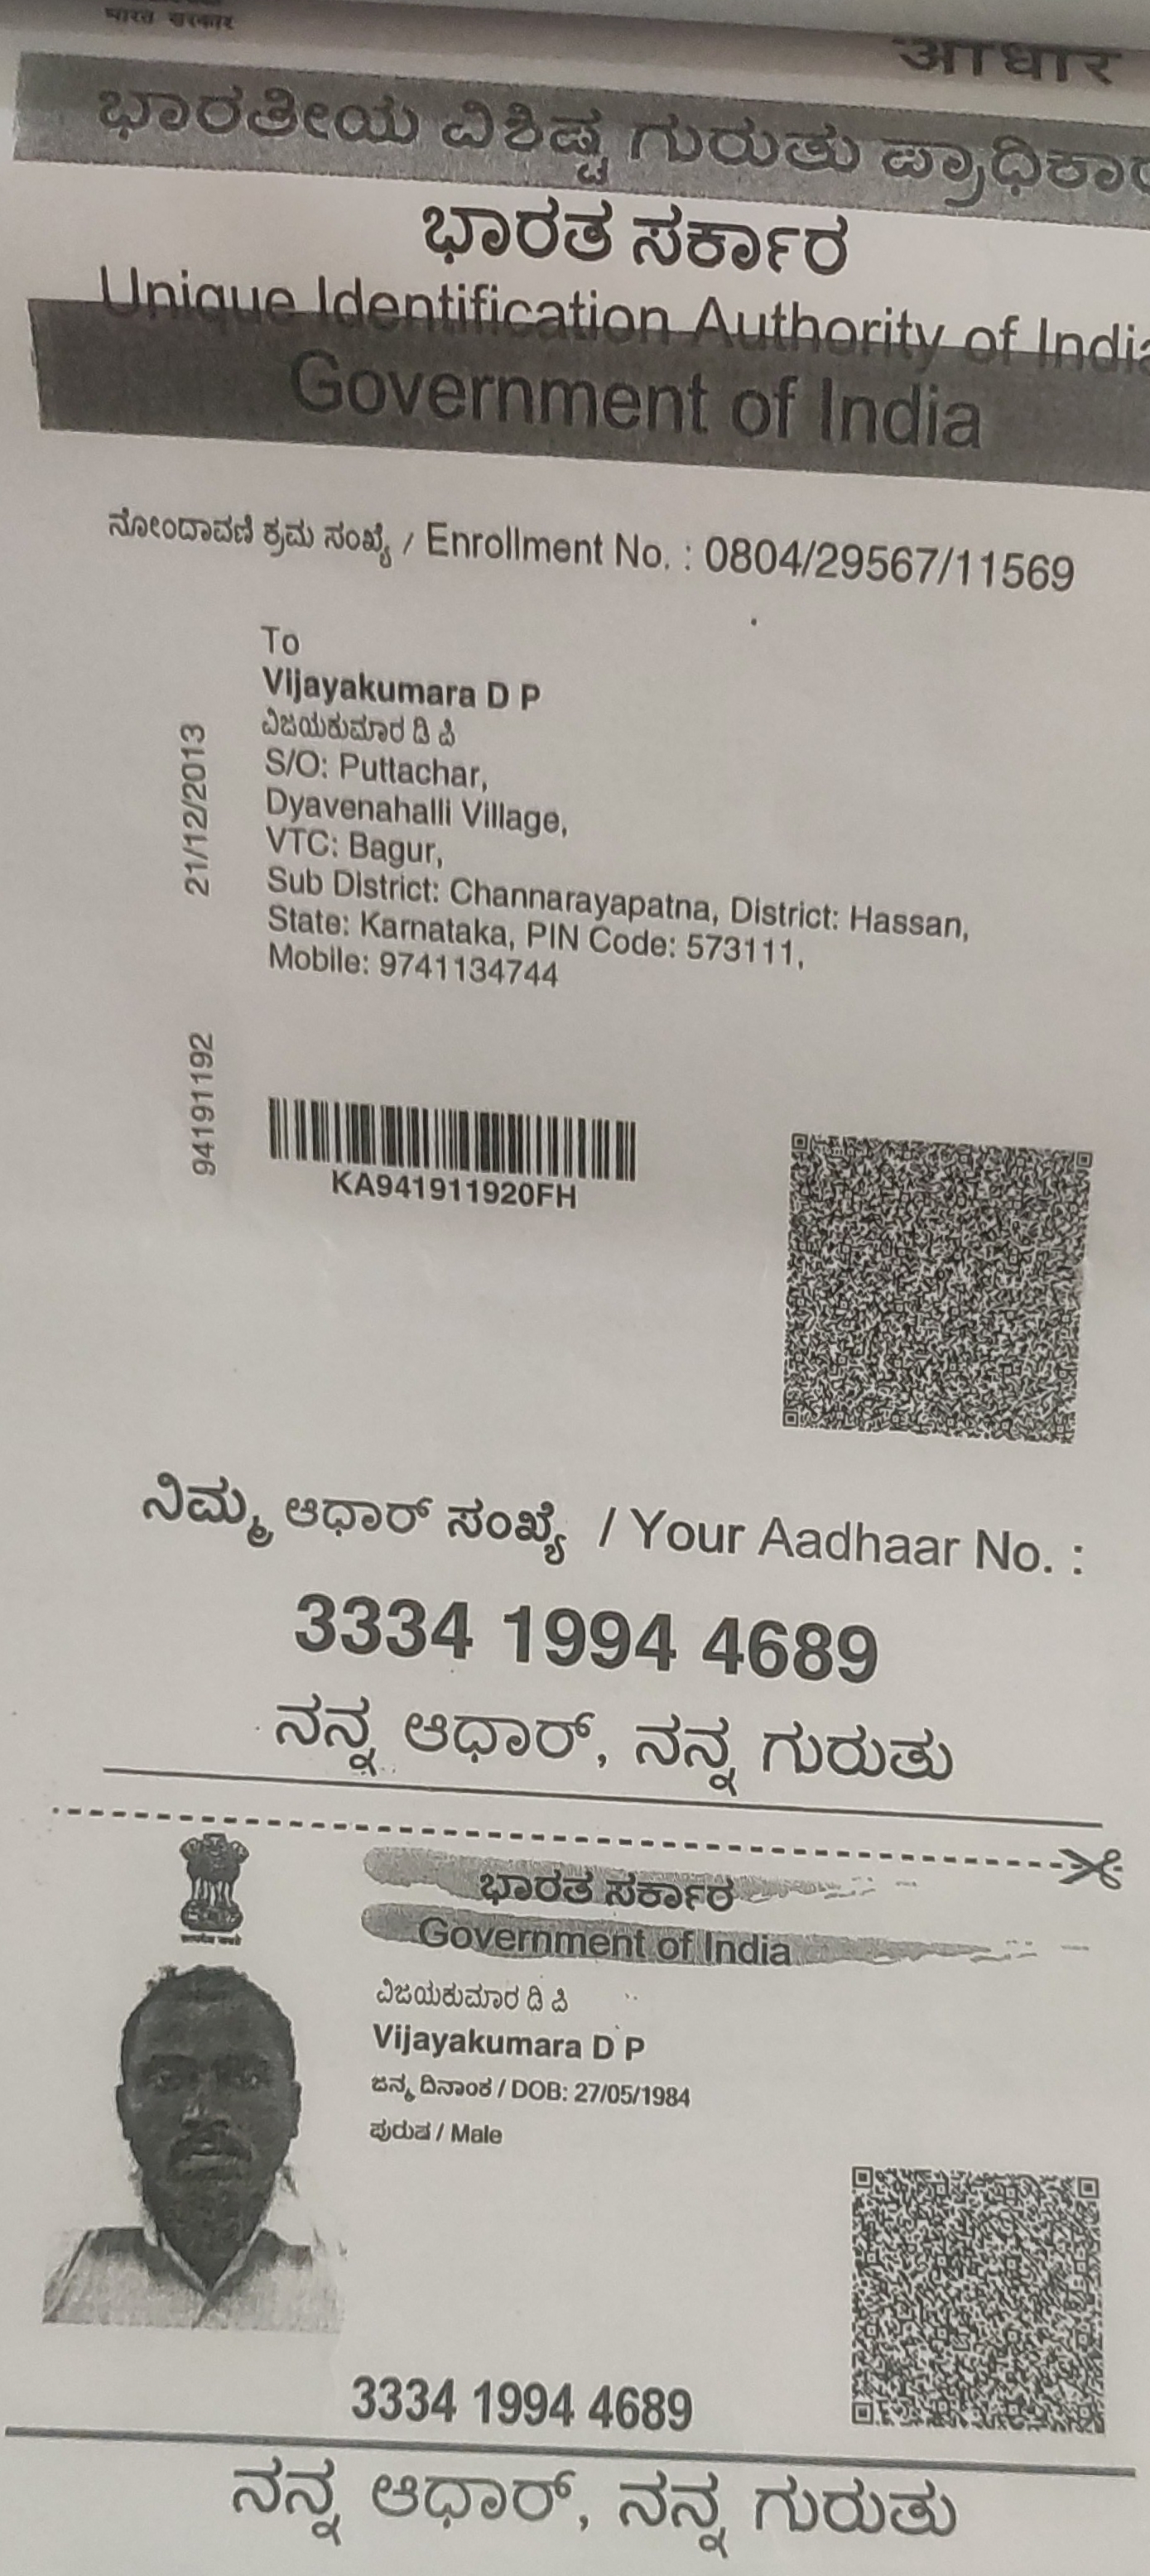 भारत सरकार
आधार
ಭಾರತೀಯ ವಿಶಿಷ್ಟ ಗುರುತು
ಭಾರತ ಸರ್ಕಾರ
Unique Identification Authority of
Government of India
ನೋಂದಾವಣಿ ಕ್ರಮ ಸಂಖ್ಯೆ / Enrollment No. : 0804/29567/11569
To
Vijayakumara D P
ವಿಜಯಕುಮಾರ ಡಿ ಪಿ
S/O: Puttachar,
Dyavenahalli Village,
VTC: Bagur,
Sub District: Channarayapatna, District: Hassan,
State: Karnataka, PIN Code: 573111,
Mobile: 9741134744
21/12/2013
94191192
KA941911920FH
ನಿಮ್ಮ ಆಧಾರ್ ಸಂಖ್ಯೆ / Your Aadhaar No. :
3334 1994 4689
ನನ್ನ ಆಧಾರ್, ನನ್ನ ಗುರುತು
ಭಾರತ ಸರ್ಕಾರ
Government of India
ವಿಜಯಕುಮಾರ ಡಿ ಪಿ
Vijayakumara D P
ಜನ್ಮ ದಿನಾಂಕ / DOB: 27/05/1984
ಪುರುಷ / Male
3334 1994 4689
ನನ್ನ ಆಧಾರ್, ನನ್ನ ಗುರುತು